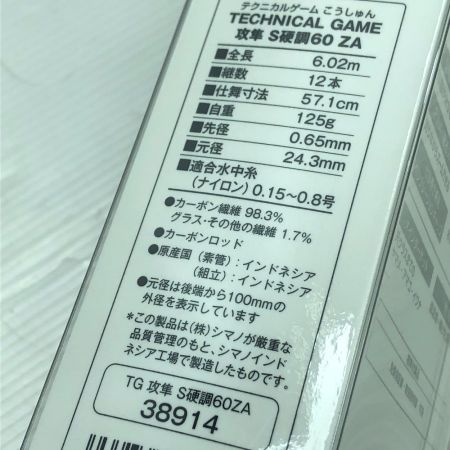 テクニカルゲーム こうしゅん
TECHNICAL GAME
攻隼 S硬調60 ZA
■全長 6.02m
■継数 12本
■仕舞寸法 57.1cm
■自重 125g
■先径 0.65mm
■元径 24.3mm
■適合水中糸
(ナイロン) 0.15~0.8号
●カーボン繊維 98.3%
グラス・その他の繊維 1.7%
●カーボンロッド
●原産国 (素管):インドネシア
(組立):インドネシア
●元径は後端から100mmの
外径を表示しています
*この製品は(株)シマノが厳重な
品質管理のもと、シマノインド
ネシア工場で製造したものです。
TG 攻隼 S硬調60ZA
38914